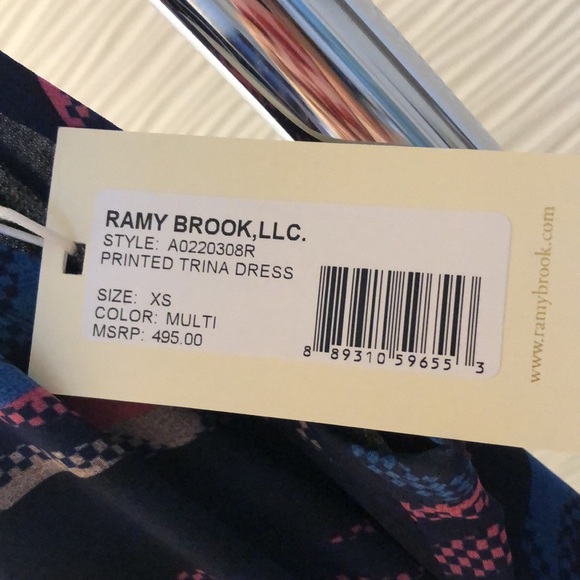 RAMY BROOK,LLC.
STYLE: A0220308R
PRINTED TRINA DRESS
SIZE: XS
COLOR: MULTI
MSRP: 495.00
8 89310 59655 3
www.ramybrook.com